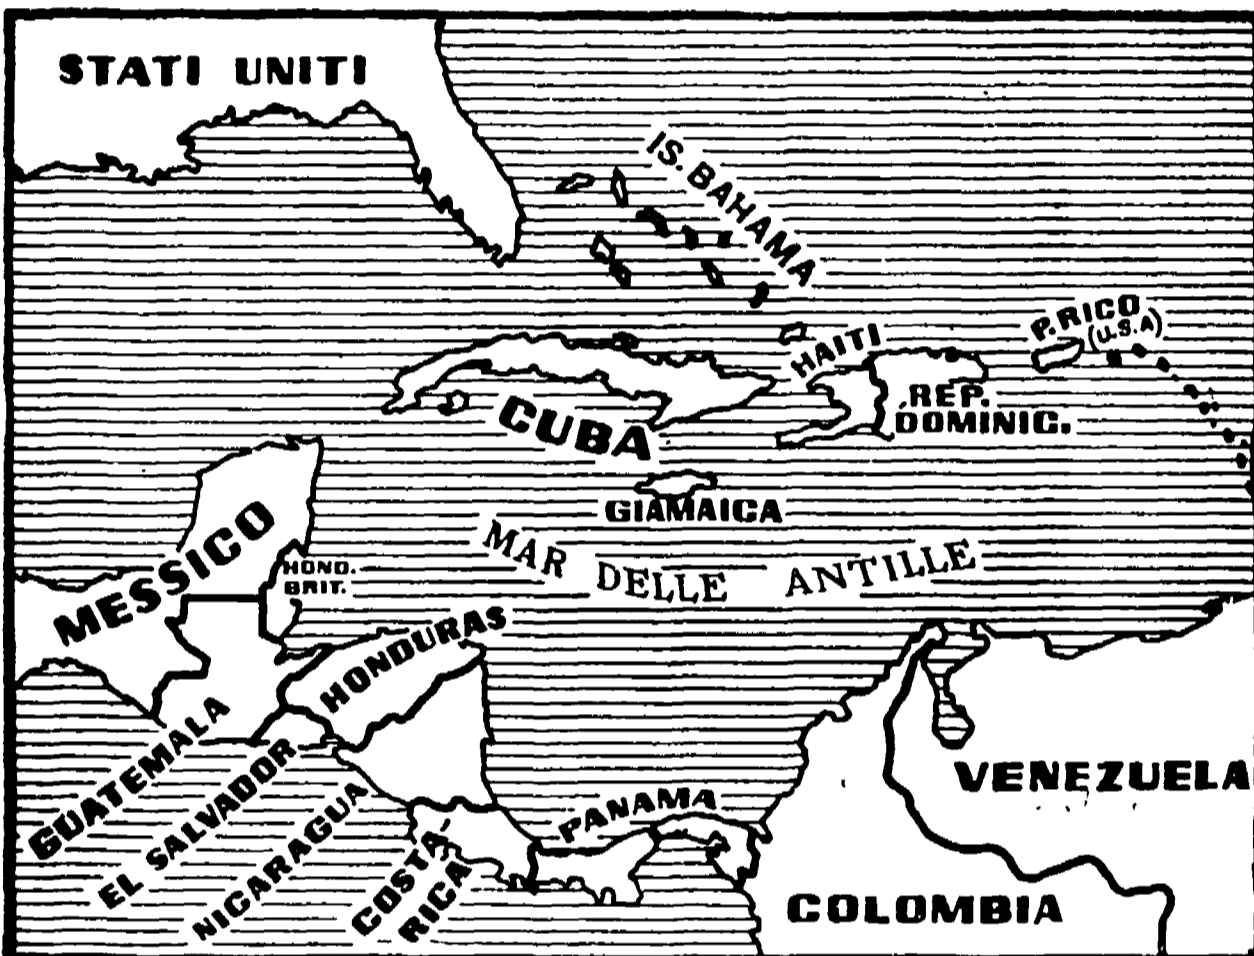 STATI UNITI
IS. BAHAMA
P. RICO
(U.S.A)
HAITI
REP.
DOMINIC.
CUBA
GIAMAICA
MAR DELLE ANTILLE
MESSICO
HOND.
BRIT.
HONDURAS
GUATEMALA
EL SALVADOR
NICARAGUA
COSTA-
RICA
PANAMA
VENEZUELA
COLOMBIA